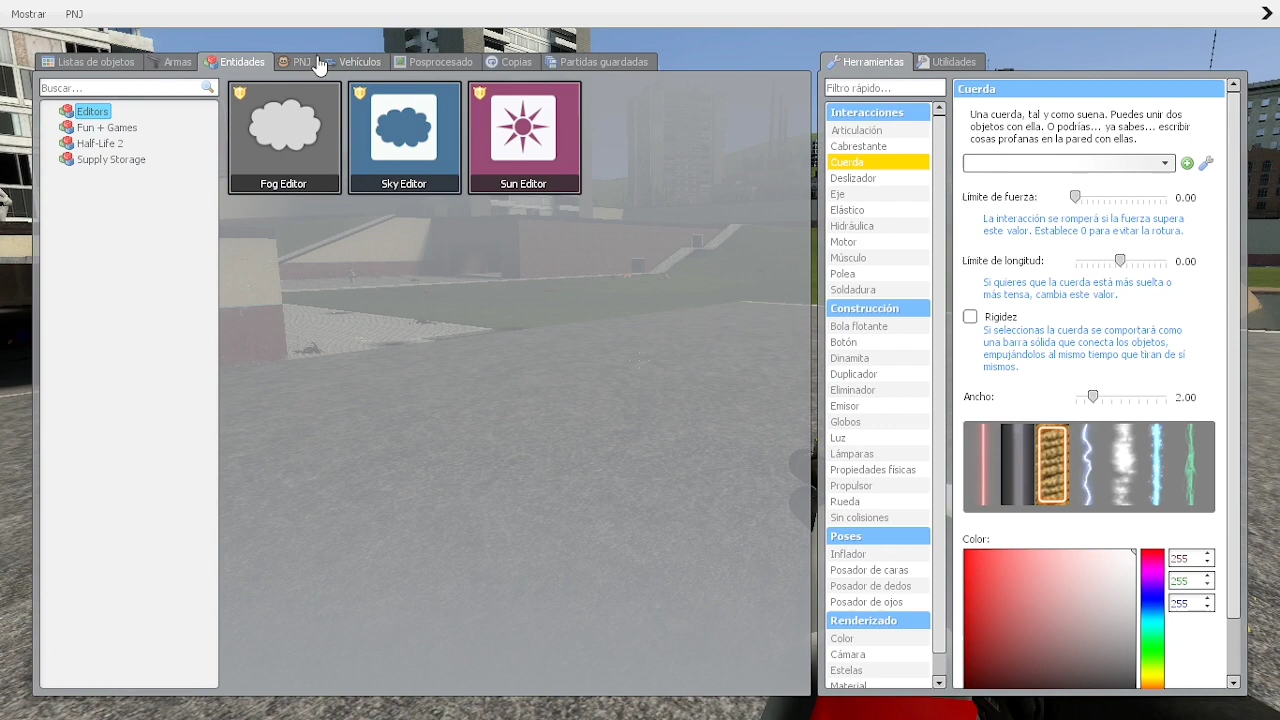 Mostrar PNJ
Listas de objetos Armas Entidades PNJ Vehículos Posprocesado Copias Partidas guardadas
Herramientas Utilidades
Buscar...
Editors
Fun + Games
Half-Life 2
Supply Storage
Fog Editor Sky Editor Sun Editor
Filtro rápido...
Interacciones
Articulación
Cabrestante
Cuerda
Deslizador
Eje
Elástico
Hidráulica
Motor
Músculo
Polea
Soldadura
Construcción
Bola flotante
Botón
Dinamita
Duplicador
Eliminador
Emisor
Globos
Luz
Lámparas
Propiedades físicas
Propulsor
Rueda
Sin colisiones
Poses
Inflador
Posador de caras
Posador de dedos
Posador de ojos
Renderizado
Color
Cámara
Estelas
Material
Cuerda
Una cuerda, tal y como suena. Puedes unir dos
objetos con ella. O podrías... ya sabes... escribir
cosas profanas en la pared con ellas.
Límite de fuerza: 0.00
La interacción se romperá si la fuerza supera
este valor. Establece 0 para evitar la rotura.
Límite de longitud: 0.00
Si quieres que la cuerda está más suelta o
más tensa, cambia este valor.
Rigidez
Si seleccionas la cuerda se comportará como
una barra sólida que conecta los objetos,
empujándolos al mismo tiempo que tiran de sí
mismos.
Ancho: 2.00
Color:
255
255
255